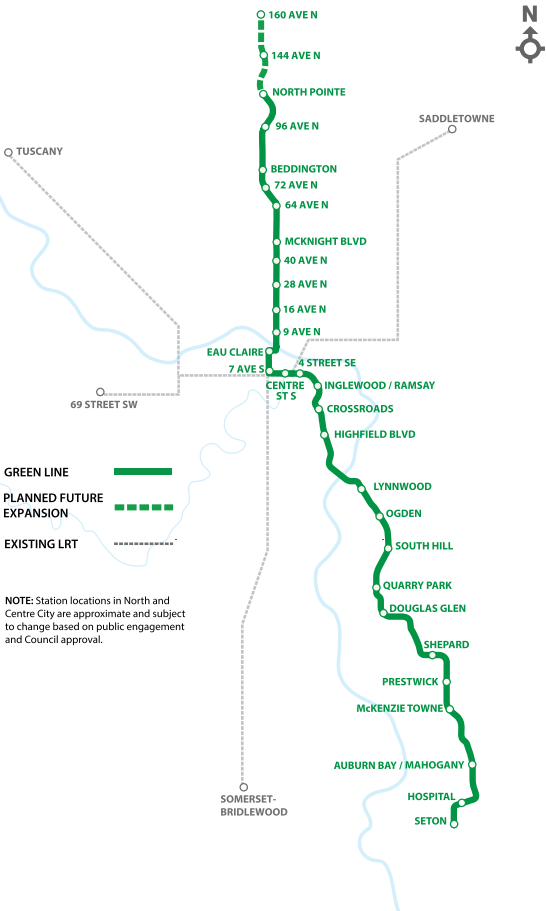 160 AVE N
N
144 AVE N
NORTH POINTE
SADDLETOWNE
96 AVE N
TUSCANY
BEDDINGTON
72 AVE N
64 AVE N
MCKNIGHT BLVD
40 AVE N
28 AVE N
16 AVE N
9 AVE N
EAU CLAIRE
4 STREET SE
7 AVE S
CENTRE
ST S
INGLEWOOD / RAMSAY
69 STREET SW
CROSSROADS
HIGHFIELD BLVD
GREEN LINE
LYNNWOOD
PLANNED FUTURE
EXPANSION
OGDEN
EXISTING LRT
SOUTH HILL
QUARRY PARK
NOTE: Station locations in North and
Centre City are approximate and subject
to change based on public engagement
and Council approval.
DOUGLAS GLEN
SHEPARD
PRESTWICK
McKENZIE TOWNE
AUBURN BAY / MAHOGANY
HOSPITAL
SOMERSET-
BRIDLEWOOD
SETON